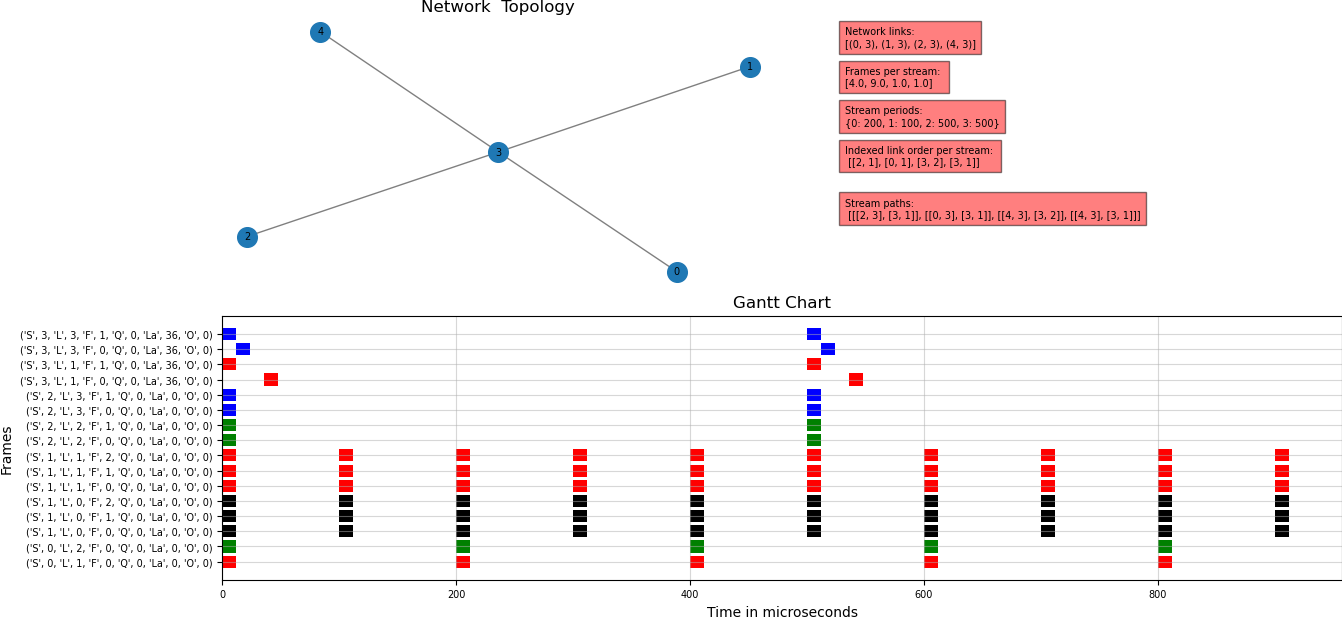 Network  Topology
4
1
3
2
0
Network links:
[(0, 3), (1, 3), (2, 3), (4, 3)]
Frames per stream:
[4.0, 9.0, 1.0, 1.0]
Stream periods:
{0: 200, 1: 100, 2: 500, 3: 500}
Indexed link order per stream:
[[2, 1], [0, 1], [3, 2], [3, 1]]
Stream paths:
[[[2, 3], [3, 1]], [[0, 3], [3, 1]], [[4, 3], [3, 2]], [[4, 3], [3, 1]]]
Gantt Chart
Frames
('S', 3, 'L', 3, 'F', 1, 'Q', 0, 'La', 36, 'O', 0)
('S', 3, 'L', 3, 'F', 0, 'Q', 0, 'La', 36, 'O', 0)
('S', 3, 'L', 1, 'F', 1, 'Q', 0, 'La', 36, 'O', 0)
('S', 3, 'L', 1, 'F', 0, 'Q', 0, 'La', 36, 'O', 0)
('S', 2, 'L', 3, 'F', 1, 'Q', 0, 'La', 0, 'O', 0)
('S', 2, 'L', 3, 'F', 0, 'Q', 0, 'La', 0, 'O', 0)
('S', 2, 'L', 2, 'F', 1, 'Q', 0, 'La', 0, 'O', 0)
('S', 2, 'L', 2, 'F', 0, 'Q', 0, 'La', 0, 'O', 0)
('S', 1, 'L', 1, 'F', 2, 'Q', 0, 'La', 0, 'O', 0)
('S', 1, 'L', 1, 'F', 1, 'Q', 0, 'La', 0, 'O', 0)
('S', 1, 'L', 1, 'F', 0, 'Q', 0, 'La', 0, 'O', 0)
('S', 1, 'L', 0, 'F', 2, 'Q', 0, 'La', 0, 'O', 0)
('S', 1, 'L', 0, 'F', 1, 'Q', 0, 'La', 0, 'O', 0)
('S', 1, 'L', 0, 'F', 0, 'Q', 0, 'La', 0, 'O', 0)
('S', 0, 'L', 2, 'F', 0, 'Q', 0, 'La', 0, 'O', 0)
('S', 0, 'L', 1, 'F', 0, 'Q', 0, 'La', 0, 'O', 0)
0 200 400 600 800
Time in microseconds